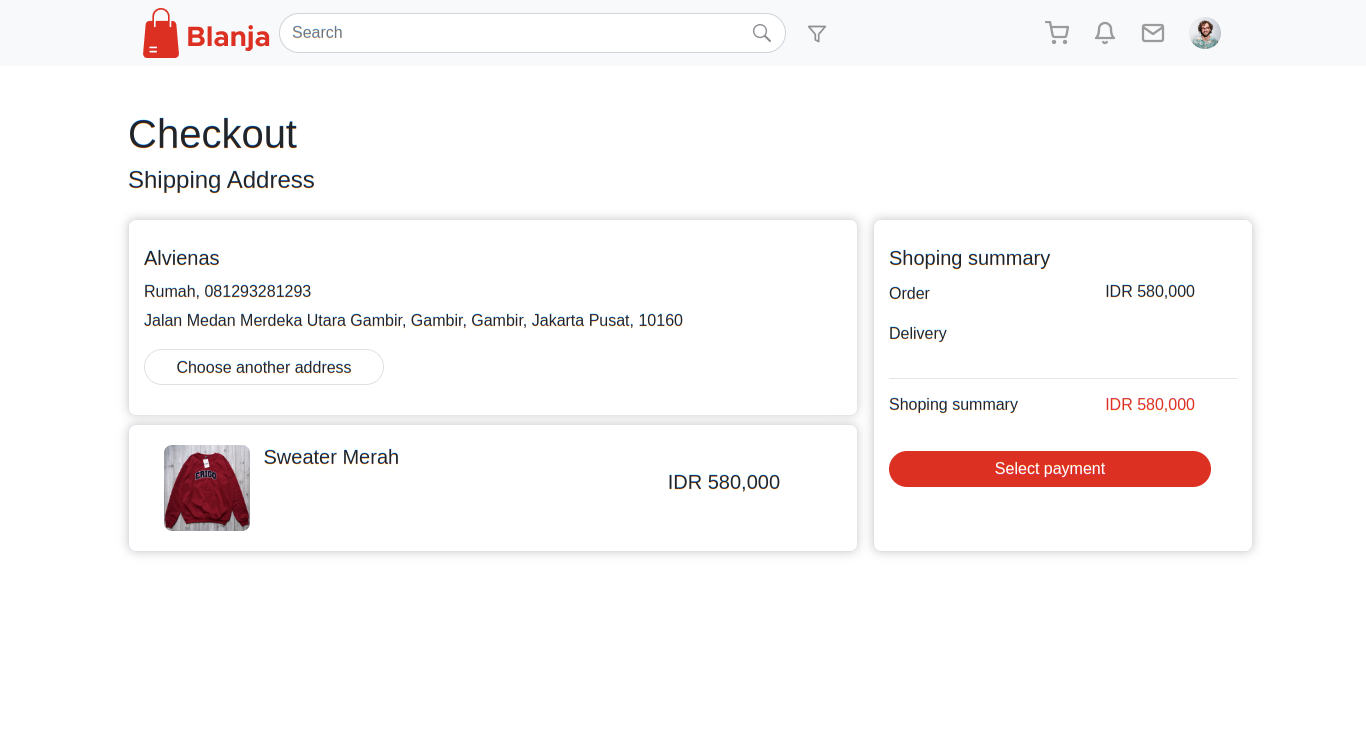 Blanja
Search
Checkout
Shipping Address
Alvienas
Rumah, 081293281293
Jalan Medan Merdeka Utara Gambir, Gambir, Gambir, Jakarta Pusat, 10160
Choose another address
ERIGO
Sweater Merah
IDR 580,000
Shoping summary
Order IDR 580,000
Delivery
Shoping summary IDR 580,000
Select payment